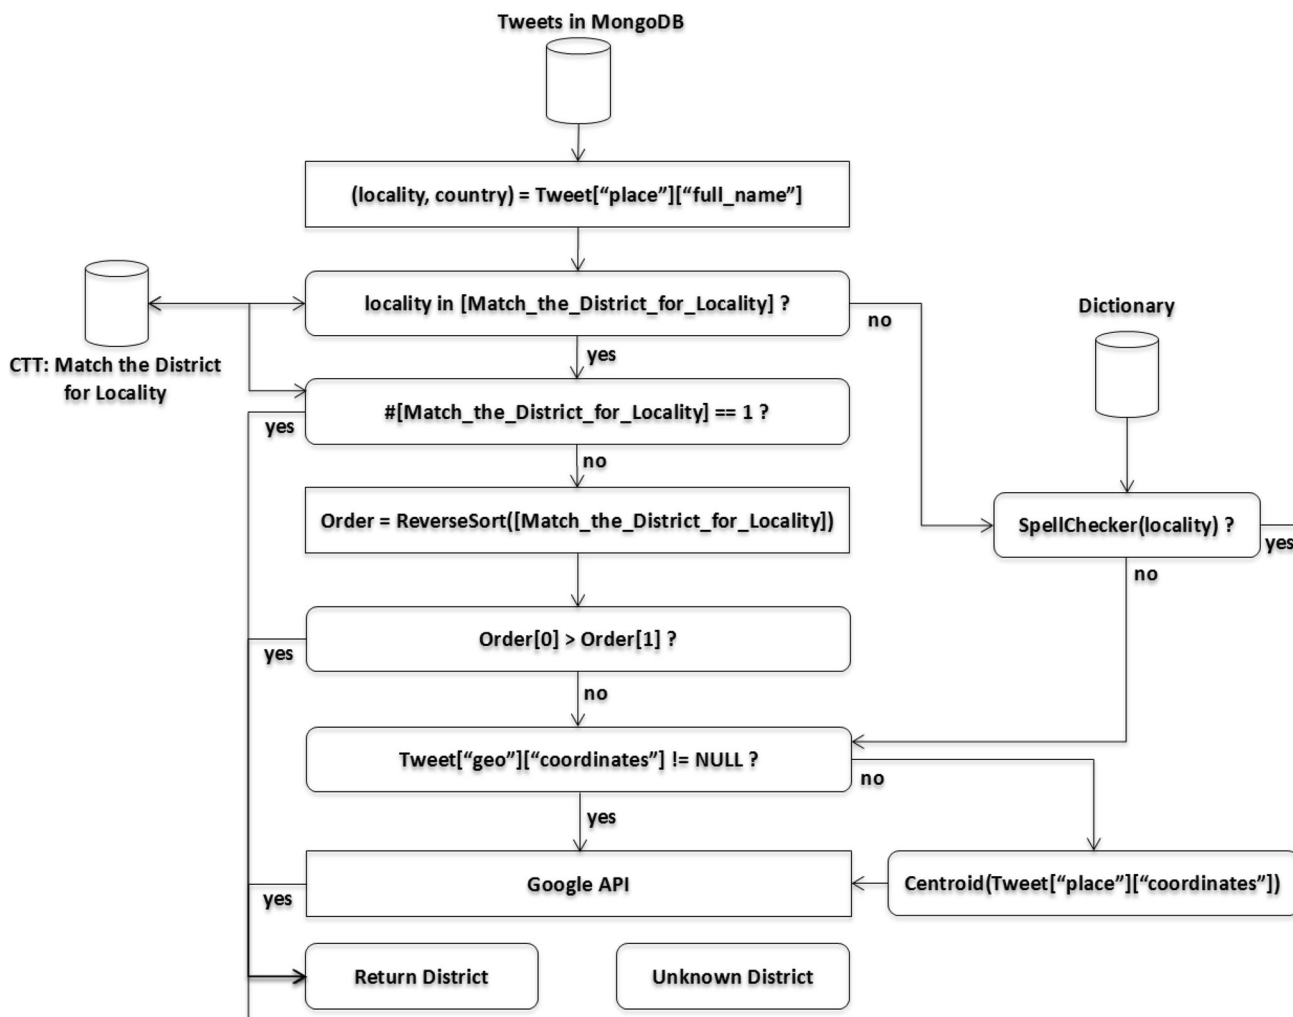 Tweets in MongoDB
(locality, country) = Tweet[“place”][“full_name”]
locality in [Match_the_District_for_Locality] ?
no
Dictionary
yes
CTT: Match the District
for Locality
#[Match_the_District_for_Locality] == 1 ?
yes
no
Order = ReverseSort([Match_the_District_for_Locality])
SpellChecker(locality) ?
yes
no
Order[0] > Order[1] ?
yes
no
Tweet[“geo”][“coordinates”] != NULL ?
no
yes
Google API
Centroid(Tweet[“place”][“coordinates”])
yes
Return District
Unknown District